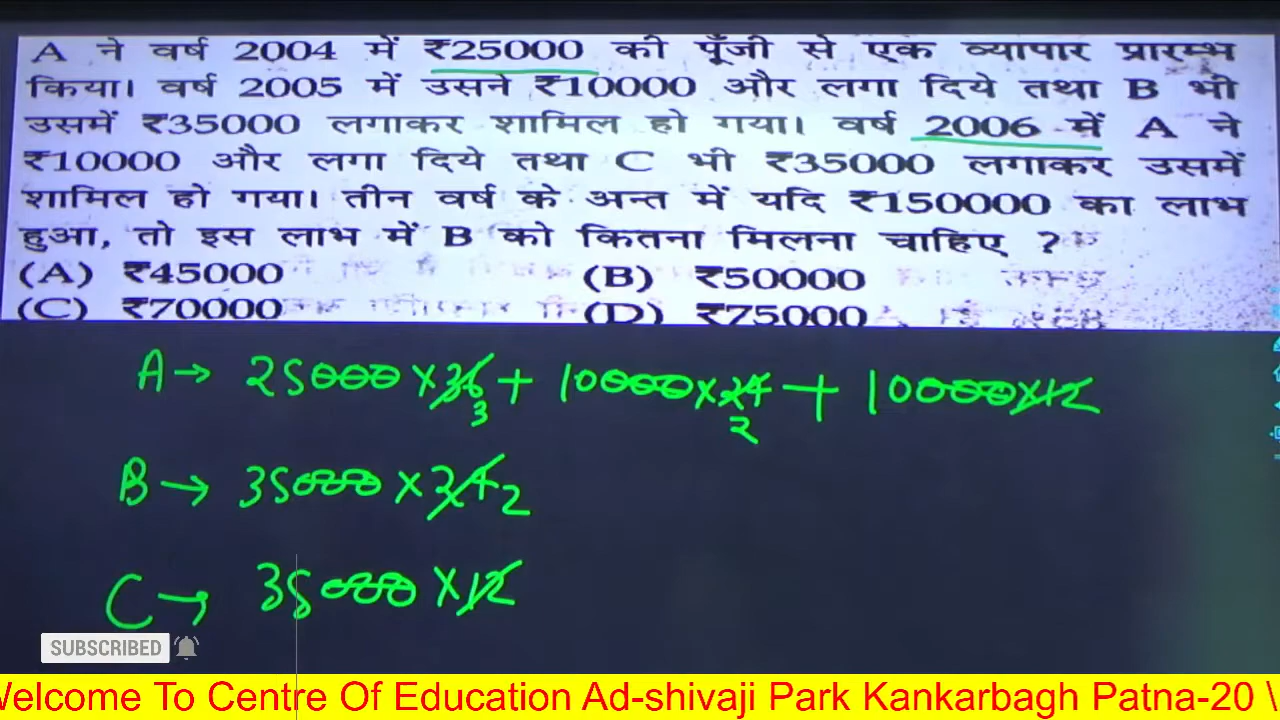 A ने वर्ष 2004 में ₹25000 की पूँजी से एक व्यापार प्रारम्भ
किया। वर्ष 2005 में उसने ₹10000 और लगा दिये तथा B भी
उसमें ₹35000 लगाकर शामिल हो गया। वर्ष 2006 में A ने
₹10000 और लगा दिये तथा C भी ₹35000 लगाकर उसमें
शामिल हो गया। तीन वर्ष के अन्त में यदि ₹150000 का लाभ
हुआ, तो इस लाभ में B को कितना मिलना चाहिए ?
(A) ₹45000 (B) ₹50000
(C) ₹70000 (D) ₹75000
A→ 25000 × 36 + 10000 × 24 + 10000 × 12
3 2
B→ 35000 × 24 2
C→ 35000 × 12
SUBSCRIBED
Welcome To Centre Of Education Ad-shivaji Park Kankarbagh Patna-20 \